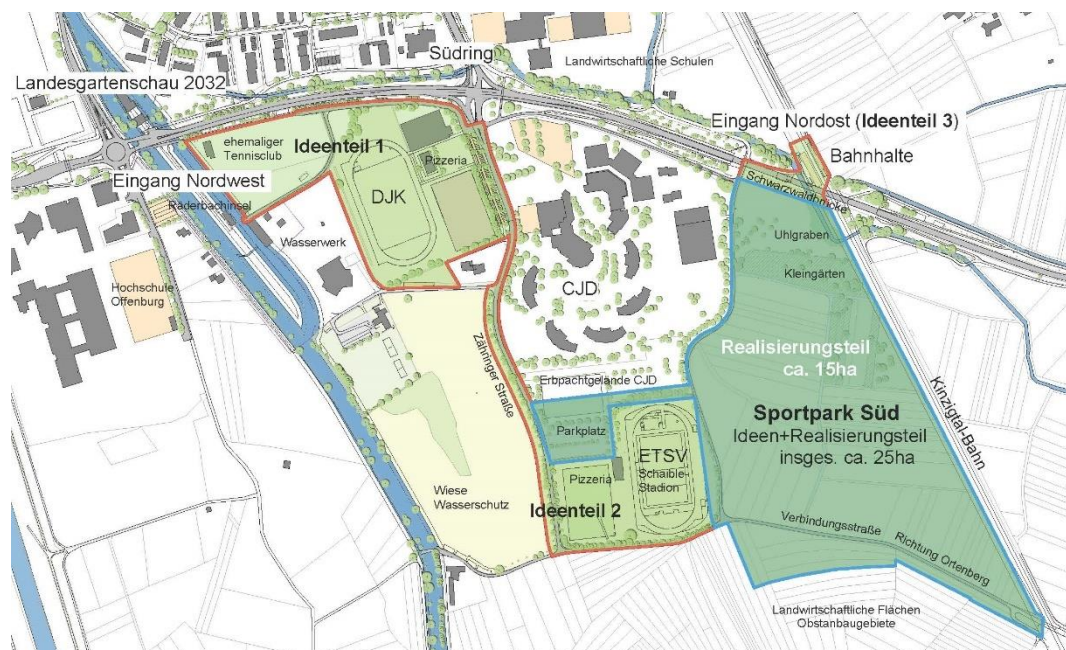 Südring
Landwirtschaftliche Schulen
Landesgartenschau 2032
Eingang Nordost (Ideenteil 3)
Bahnhalte
ehemaliger
Tennisclub
Ideenteil 1
Pizzeria
Schwarzwaldbrücke
Eingang Nordwest
DJK
Räderbachinsel
Uhlgraben
Wasserwerk
Kleingärten
Hochschule
Offenburg
CJD
Zähringer Straße
Realisierungsteil
ca. 15ha
Kinzigtal-Bahn
Erbpachtgelände CJD
Sportpark Süd
Ideen+Realisierungsteil
insges. ca. 25ha
Parkplatz
ETSV
Schaible-
Stadion
Pizzeria
Wiese
Wasserschutz
Ideenteil 2
Verbindungsstraße
Richtung Ortenberg
Landwirtschaftliche Flächen
Obstanbaugebiete